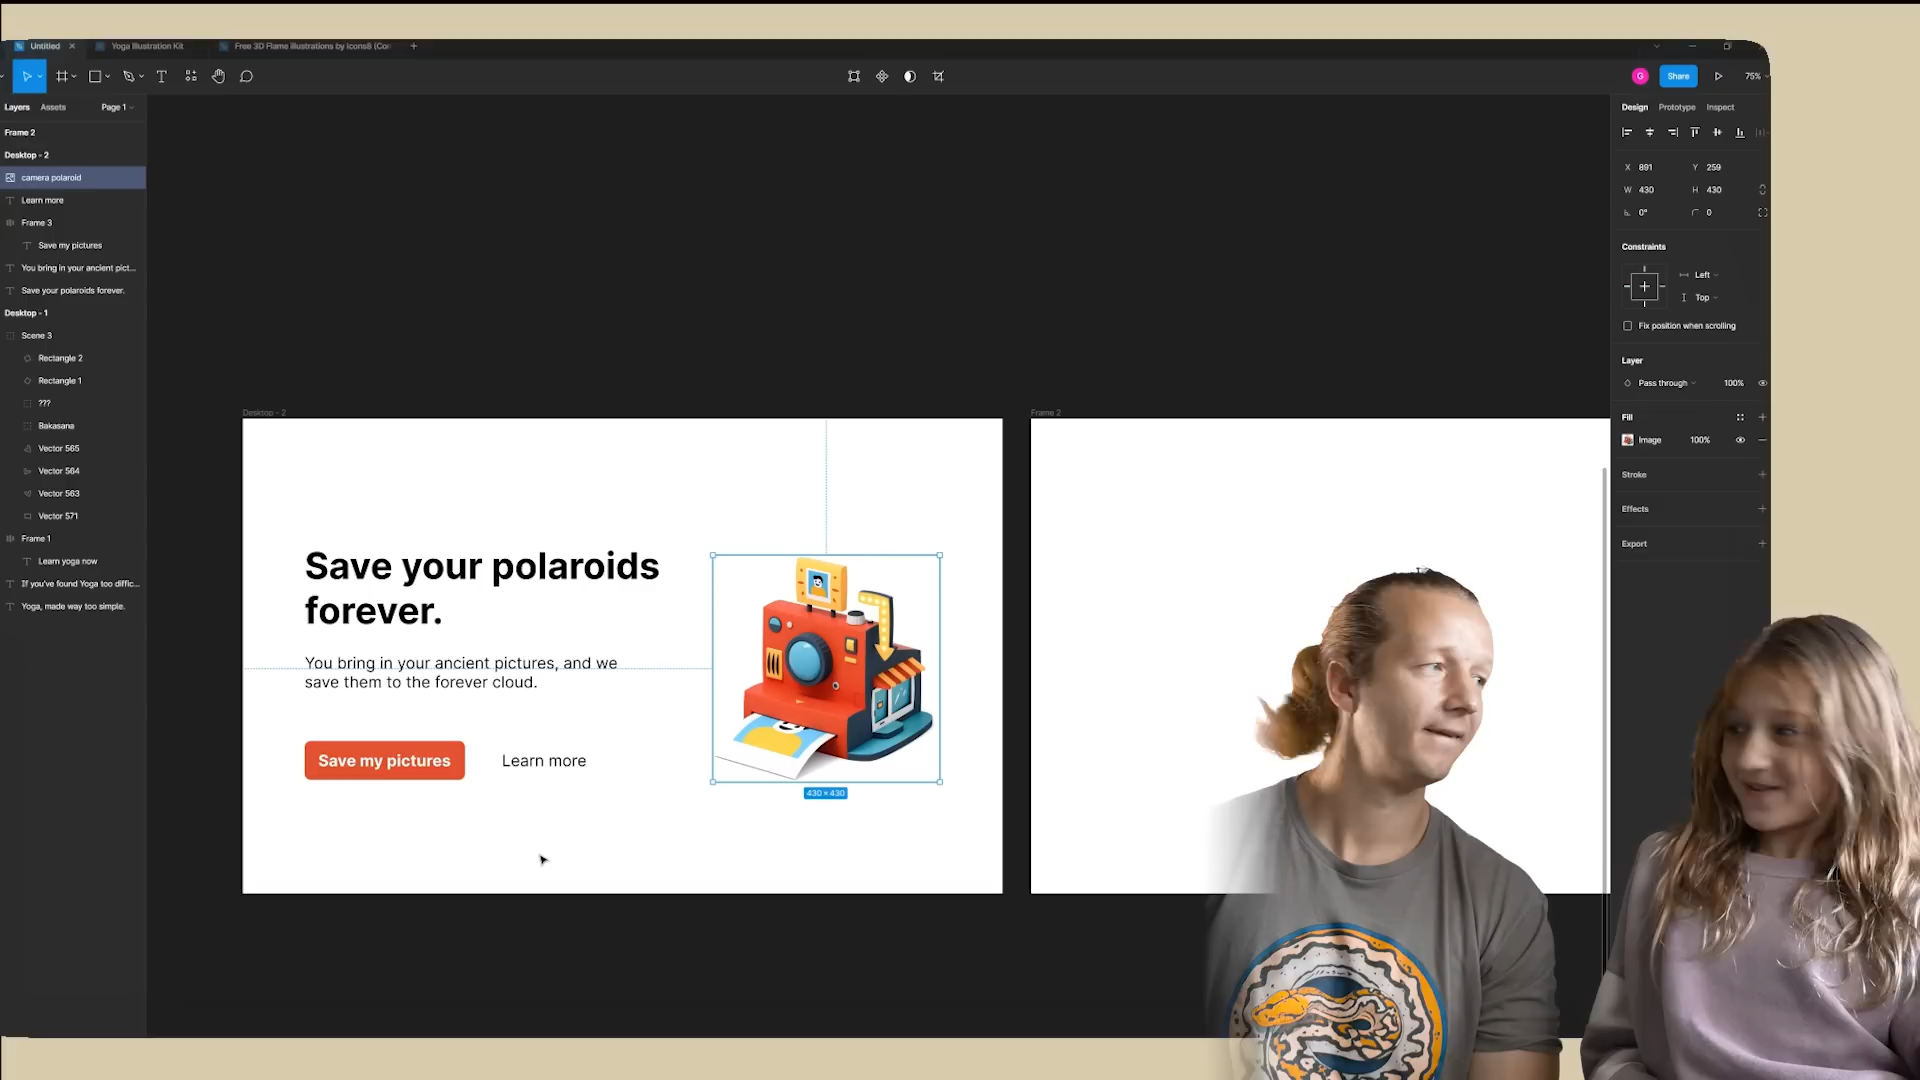 Untitled
Yoga Illustration Kit
Free 3D Flame illustrations by icons8 (Co
Share
75%
G
Layers
Assets
Page 1
Design
Prototype
Inspect
Frame 2
Desktop - 2
camera polaroid
Learn more
Frame 3
Save my pictures
You bring in your ancient pict...
Save your polaroids forever.
Desktop - 1
Scene 3
Rectangle 2
Rectangle 1
???
Bakasana
Vector 565
Vector 564
Vector 563
Vector 571
Frame 1
Learn yoga now
If you've found Yoga too diffic...
Yoga, made way too simple.
Desktop - 2
Save your polaroids
forever.
You bring in your ancient pictures, and we
save them to the forever cloud.
Save my pictures
Learn more
430 × 430
Frame 2
X 891
Y 259
W 430
H 430
0°
0
Constraints
Left
Top
Fix position when scrolling
Layer
Pass through
100%
Fill
Image
100%
Stroke
Effects
Export